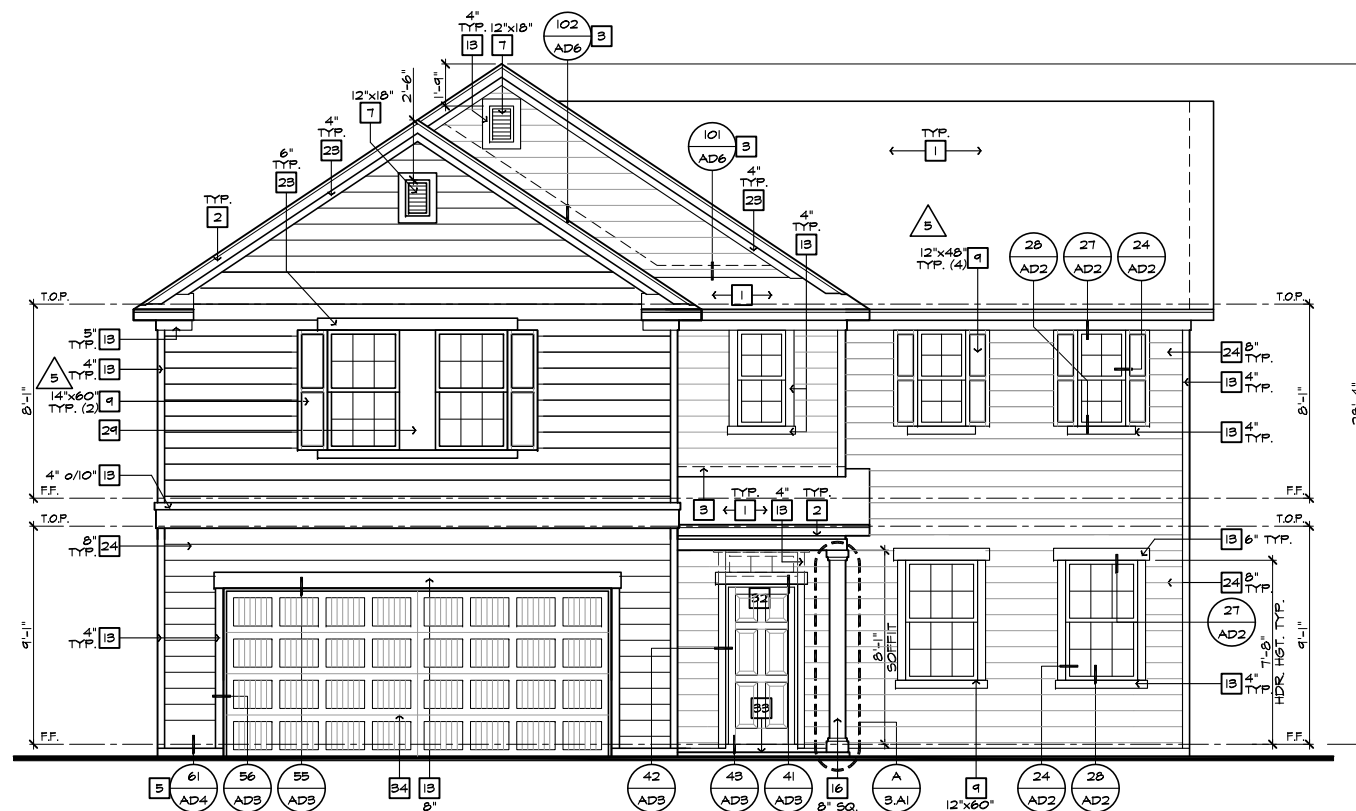 4"
TYP.
13
12"x18"
7
102
AD6
3
1'-9"
2'-6"
12"x18"
7
4"
TYP.
23
6"
TYP.
23
TYP.
2
101
AD6
3
TYP.
1
4"
TYP.
23
4"
TYP.
13
5
12"x48"
TYP. (4)
9
28
AD2
27
AD2
24
AD2
1
T.O.P.
T.O.P.
5"
TYP.
13
4"
TYP.
13
5
14"x60"
TYP. (2)
9
29
8'-1"
24
8"
TYP.
13
4"
TYP.
13
4"
TYP.
8'-1"
4" o/10"
13
F.F.
F.F.
3
TYP.
1
4"
13
TYP.
2
T.O.P.
T.O.P.
8"
TYP.
24
13
6" TYP.
24
8"
TYP.
27
AD2
4"
TYP.
13
9'-1"
32
33
8'-1"
SOFFIT
7'-8"
HDR. HGT. TYP.
9'-1"
13
4"
TYP.
F.F.
F.F.
5
61
AD4
56
AD3
55
AD3
34
13
8"
42
AD3
43
AD3
41
AD3
16
8" SQ.
A
3.A1
9
12"x60"
24
AD2
28
AD2